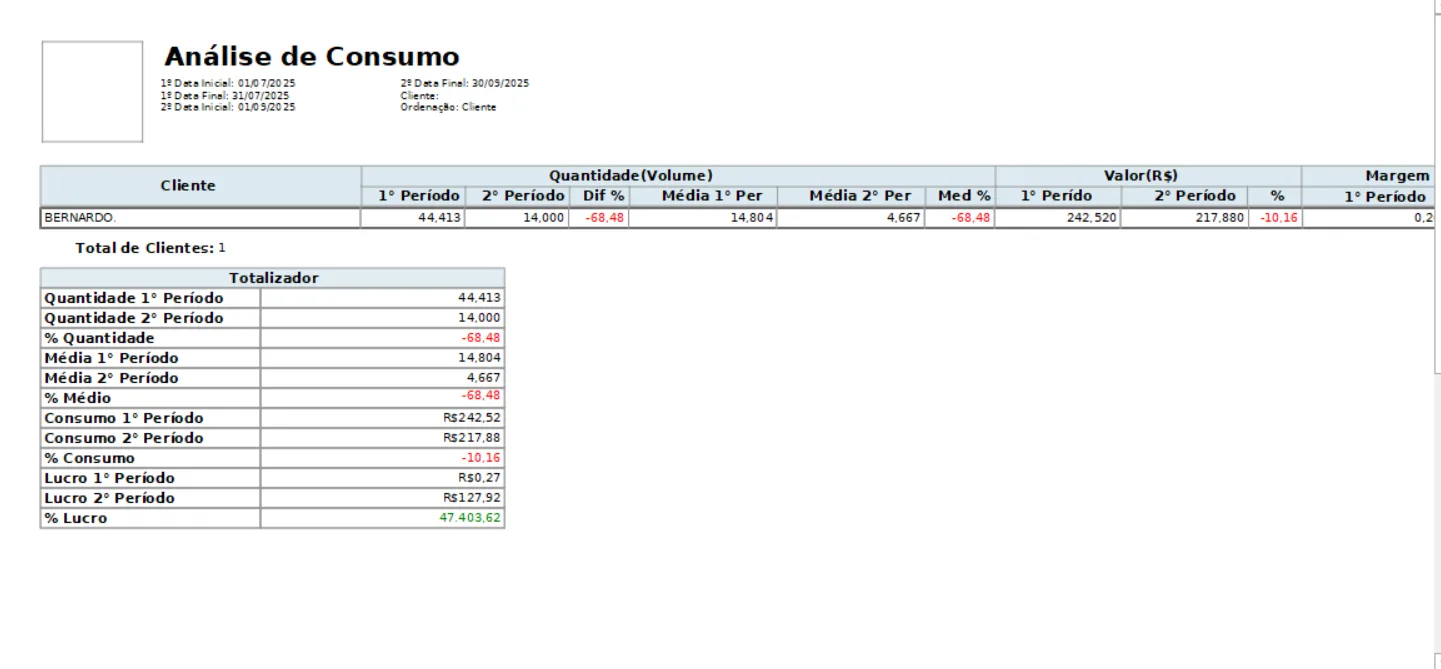 Análise de Consumo
1ª Data Inicial: 01/07/2025 2ª Data Final: 30/09/2025
1ª Data Final: 31/07/2025 Cliente:
2ª Data Inicial: 01/09/2025 Ordenação: Cliente
Cliente Quantidade(Volume) Valor(R$) Margem
1° Período 2° Período Dif % Média 1° Per Média 2° Per Med % 1° Perído 2° Período % 1° Período
BERNARDO. 44,413 14,000 -68,48 14,804 4,667 -68,48 242,520 217,880 -10,16 0,2
Total de Clientes: 1
Totalizador
Quantidade 1° Período 44,413
Quantidade 2° Período 14,000
% Quantidade -68,48
Média 1° Período 14,804
Média 2° Período 4,667
% Médio -68,48
Consumo 1° Período R$242,52
Consumo 2° Período R$217,88
% Consumo -10,16
Lucro 1° Período R$0,27
Lucro 2° Período R$127,92
% Lucro 47.403,62